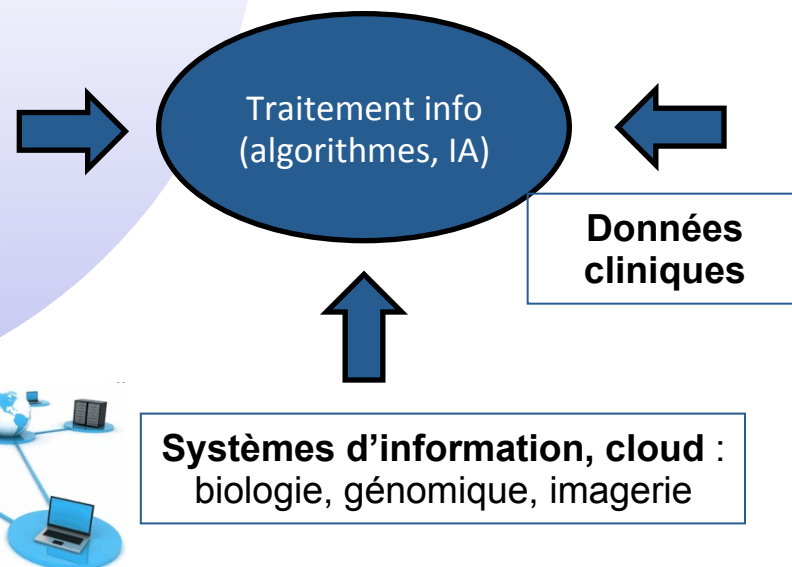 Traitement info
(algorithmes, IA)
Données
cliniques
Systèmes d’information, cloud :
biologie, génomique, imagerie